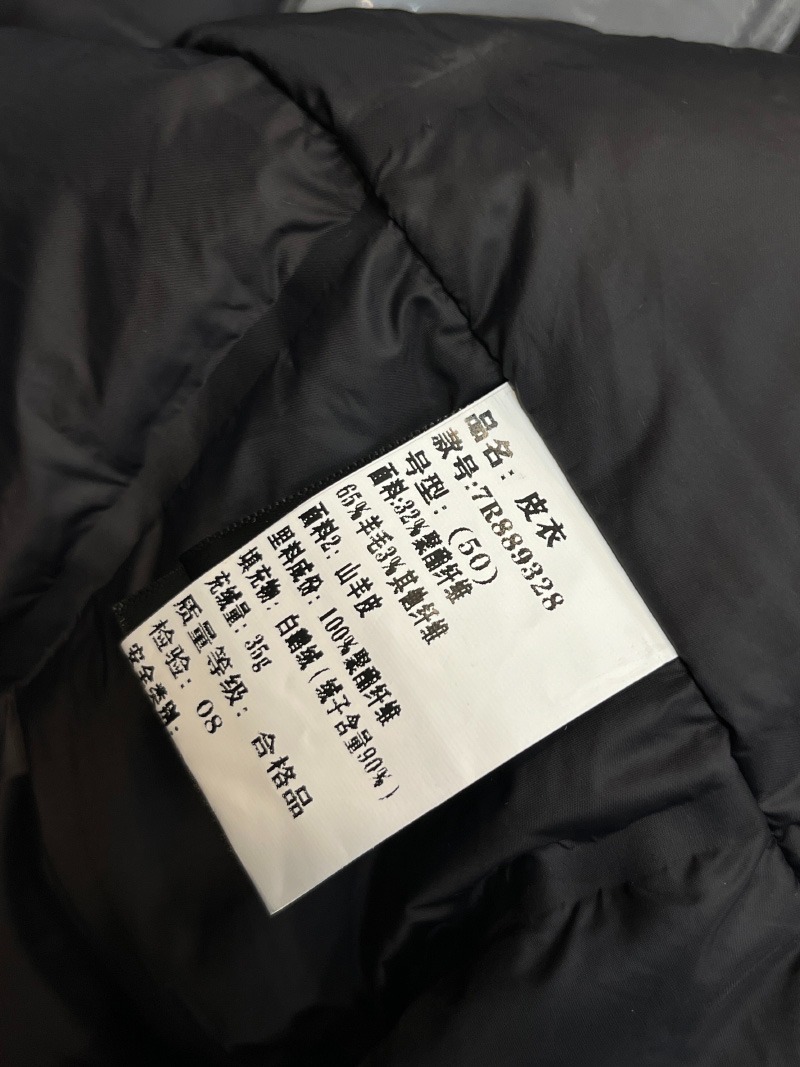 品名：皮衣
款号:7R889328
号型：(50)
面料:32%聚酯纤维
65%羊毛3%其他纤维
面料2：山羊皮
里料成份：100%聚酯纤维
填充物：白鹅绒(绒子含量90%)
充绒量：35g
质量等级：合格品
检验：08
安全类别：